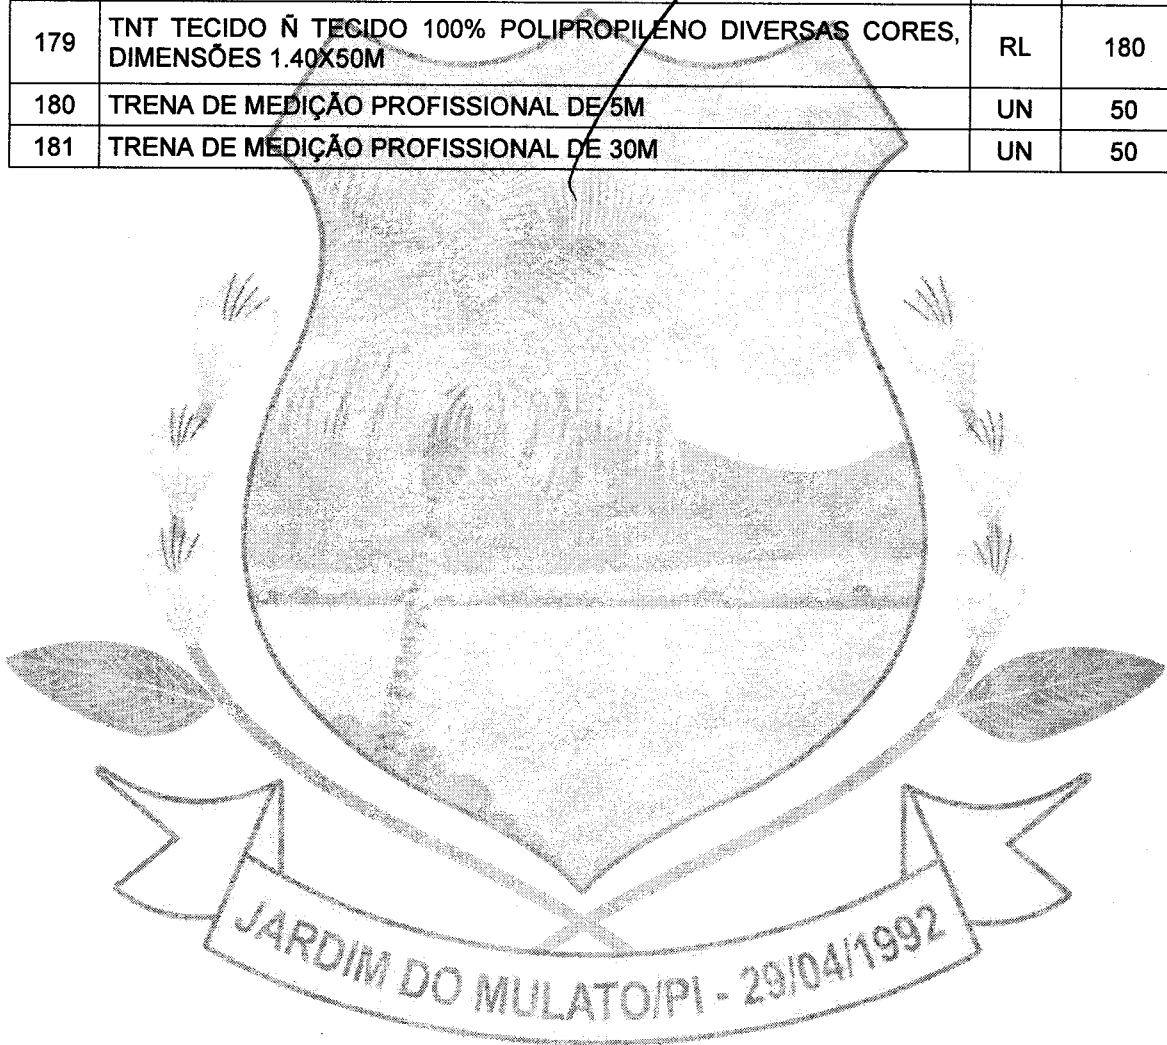 179 TNT TECIDO Ñ TECIDO 100% POLIPROPILENO DIVERSAS CORES, RL 180
DIMENSÕES 1.40X50M
180 TRENA DE MEDIÇÃO PROFISSIONAL DE 5M UN 50
181 TRENA DE MEDIÇÃO PROFISSIONAL DE 30M UN 50
JARDIM DO MULATO/PI - 29/04/1992